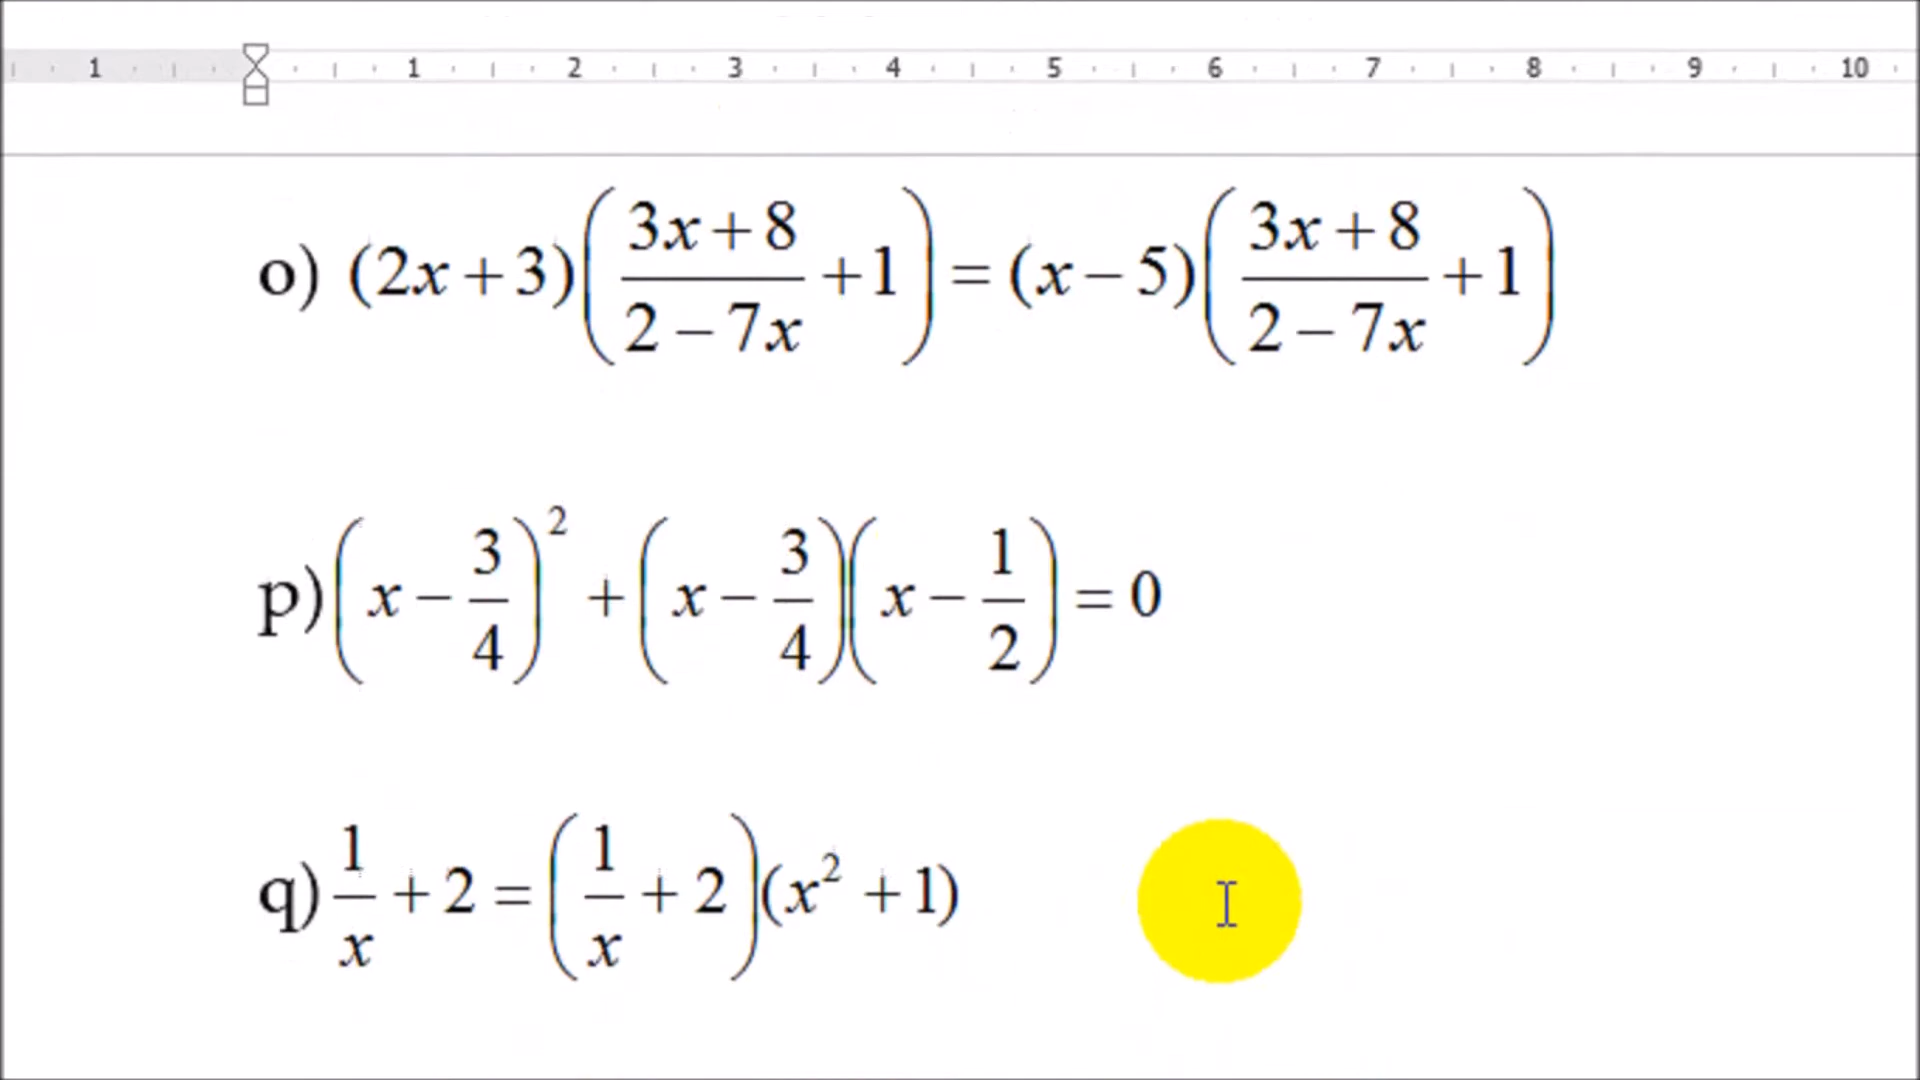 1 1 2 3 4 5 6 7 8 9 10
o) (2x+3)((3x+8)/(2−7x)+1)=(x−5)((3x+8)/(2−7x)+1)
p)(x−3/4)²+(x−3/4)(x−1/2)=0
q)1/x+2=(1/x+2)(x²+1)